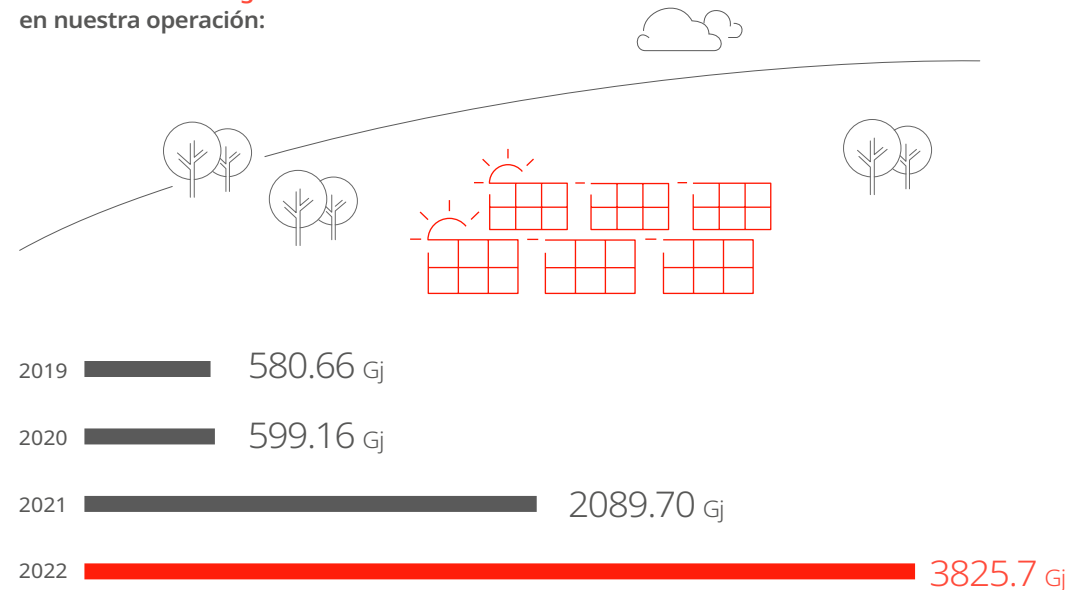 en nuestra operación:
2019 580.66 Gj
2020 599.16 Gj
2021 2089.70 Gj
2022 3825.7 Gj